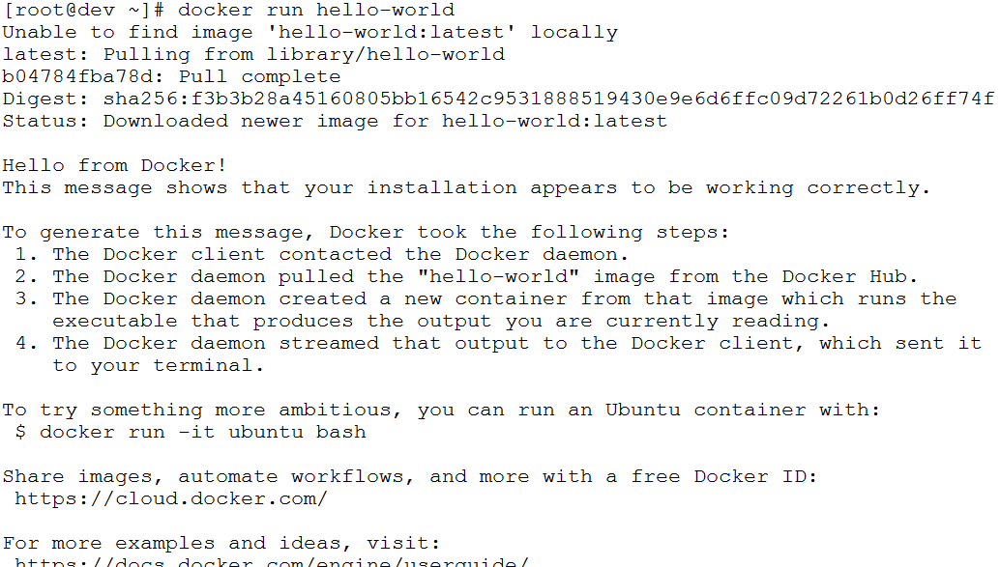 [root@dev ~]# docker run hello-world
Unable to find image 'hello-world:latest' locally
latest: Pulling from library/hello-world
b04784fba78d: Pull complete
Digest: sha256:f3b3b28a45160805bb16542c9531888519430e9e6d6ffc09d72261b0d26ff74f
Status: Downloaded newer image for hello-world:latest

Hello from Docker!
This message shows that your installation appears to be working correctly.

To generate this message, Docker took the following steps:
 1. The Docker client contacted the Docker daemon.
 2. The Docker daemon pulled the "hello-world" image from the Docker Hub.
 3. The Docker daemon created a new container from that image which runs the
    executable that produces the output you are currently reading.
 4. The Docker daemon streamed that output to the Docker client, which sent it
    to your terminal.

To try something more ambitious, you can run an Ubuntu container with:
 $ docker run -it ubuntu bash

Share images, automate workflows, and more with a free Docker ID:
 https://cloud.docker.com/

For more examples and ideas, visit:
 https://docs.docker.com/engine/userguide/